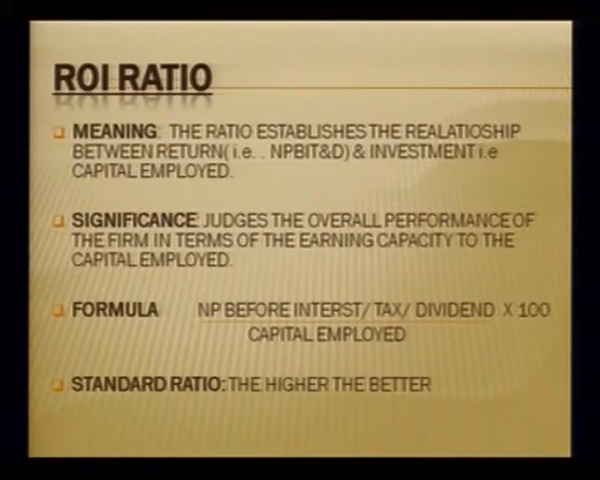 ROI RATIO
MEANING: THE RATIO ESTABLISHES THE REALATIOSHIP
BETWEEN RETURN( i.e. . NPBIT&D) & INVESTMENT i.e
CAPITAL EMPLOYED.
SIGNIFICANCE: JUDGES THE OVERALL PERFORMANCE OF
THE FIRM IN TERMS OF THE EARNING CAPACITY TO THE
CAPITAL EMPLOYED.
FORMULA NP BEFORE INTERST/ TAX/ DIVIDEND X 100
CAPITAL EMPLOYED
STANDARD RATIO: THE HIGHER THE BETTER